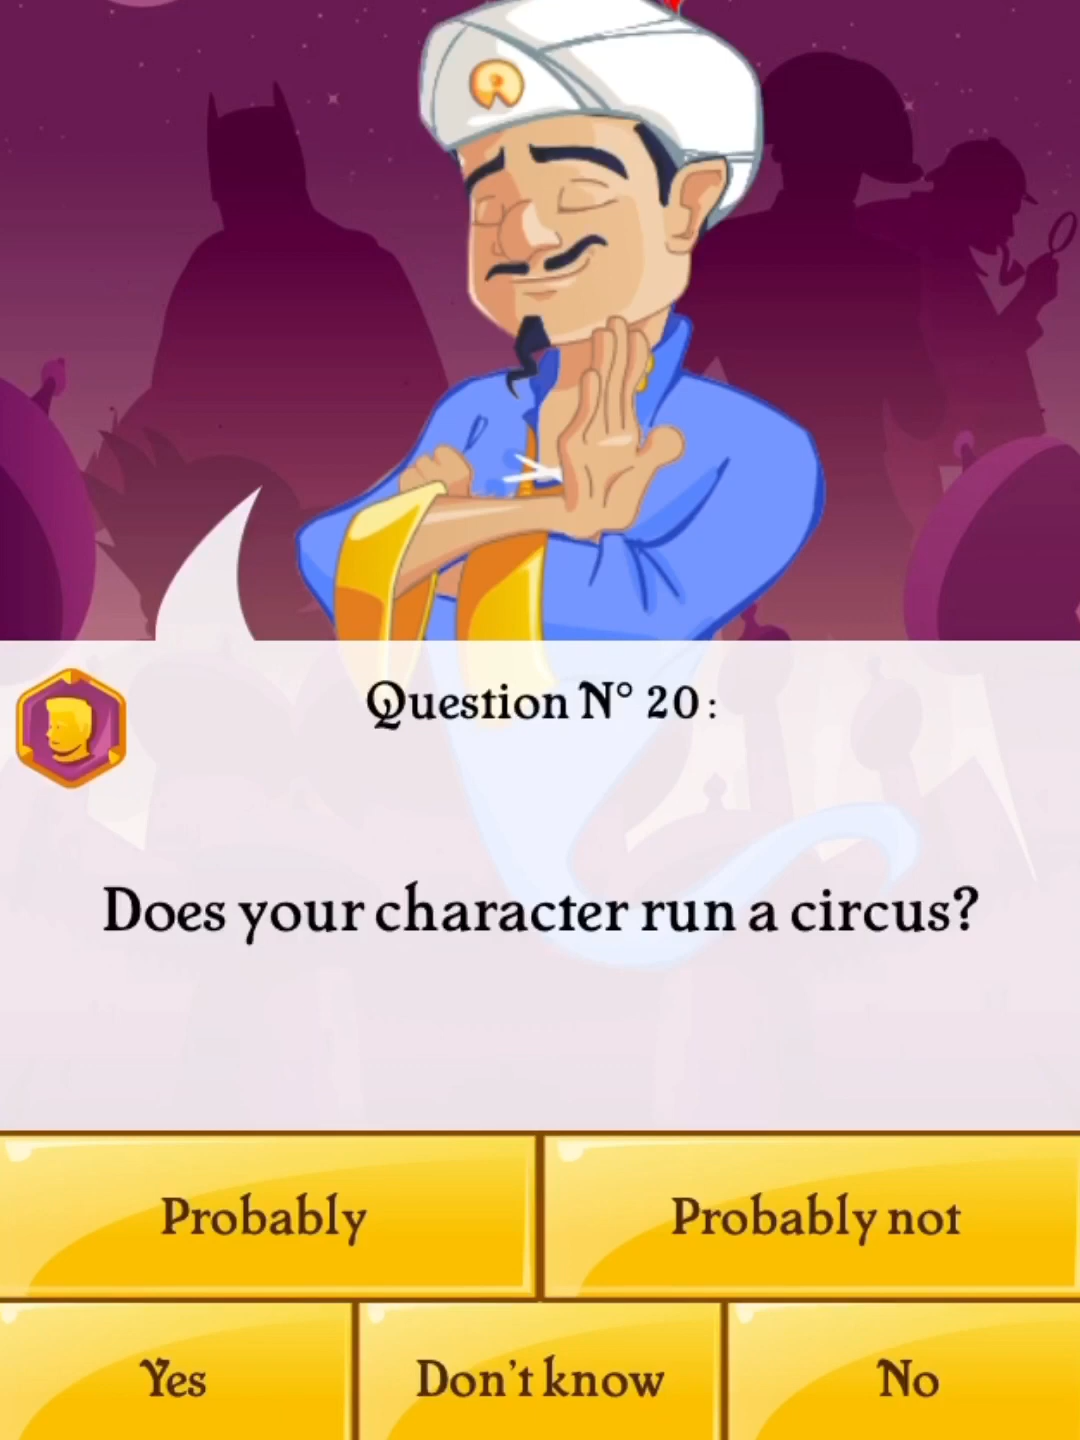 Question N° 20 :
Does your character run a circus?
Probably
Probably not
Yes
Don't know
No